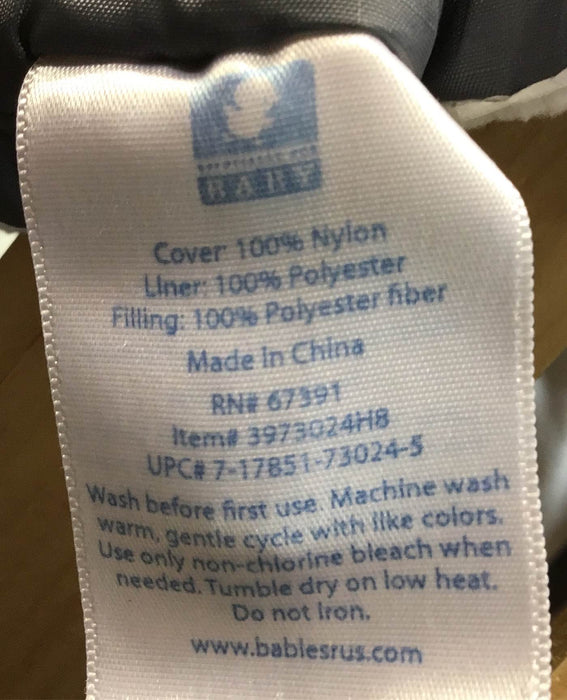 BABY
Cover: 100% Nylon
Liner: 100% Polyester
Filling: 100% Polyester fiber
Made in China
RN# 67391
Item# 3973024H8
UPC# 7-17851-73024-5
Wash before first use. Machine wash
warm, gentle cycle with like colors.
Use only non-chlorine bleach when
needed. Tumble dry on low heat.
Do not iron.
www.babiesrus.com